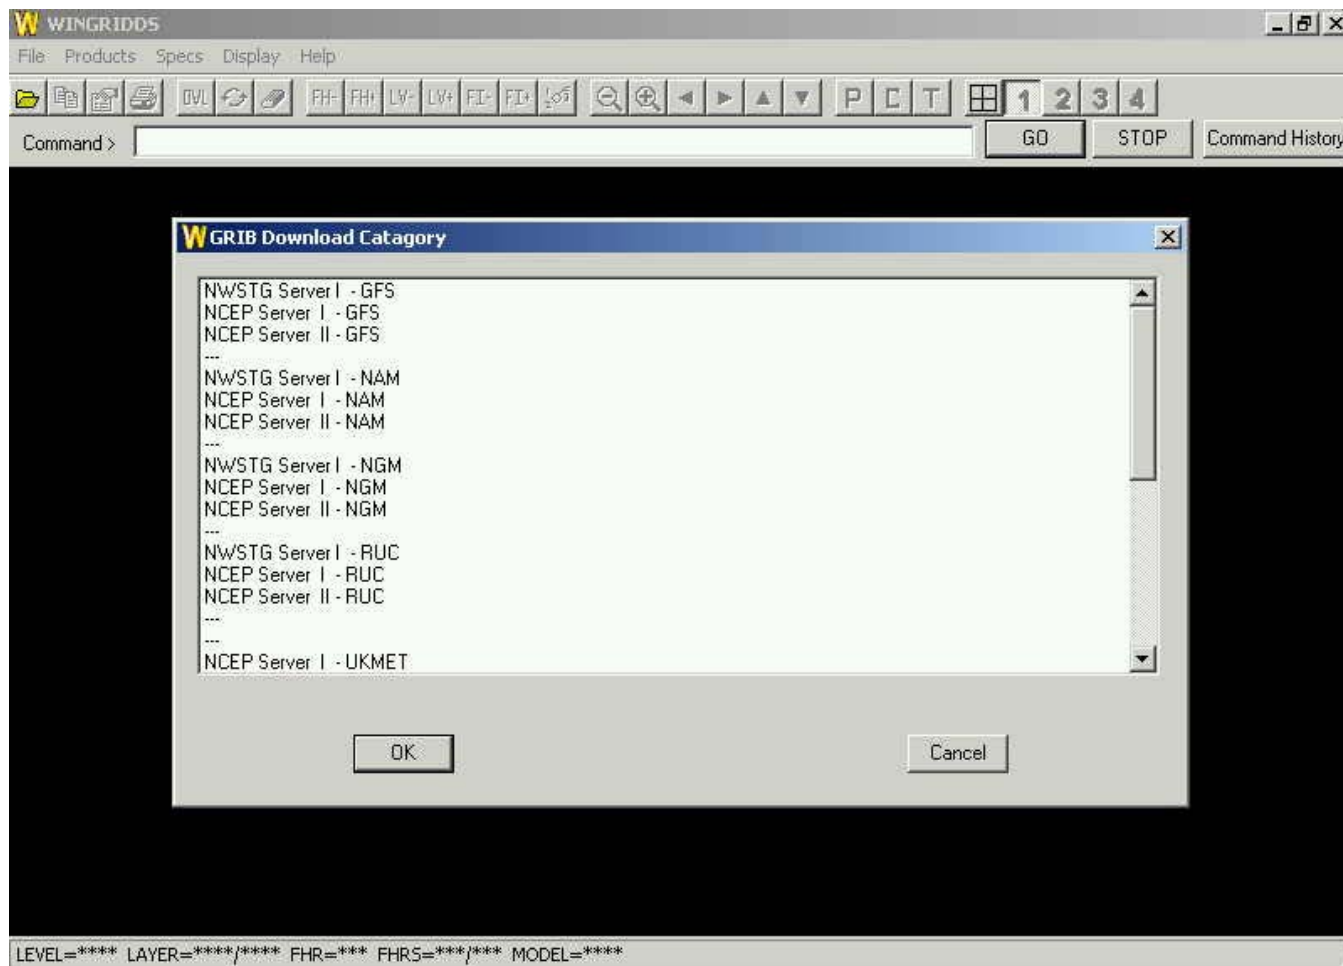 WINGRIDDS
File Products Specs Display Help
OVL FH- FH+ LV- LV+ FI- FI+ P C T 1 2 3 4
Command > GO STOP Command History
GRIB Download Catagory
NWSTG Server I - GFS
NCEP Server I - GFS
NCEP Server II - GFS
---
NWSTG Server I - NAM
NCEP Server I - NAM
NCEP Server II - NAM
---
NWSTG Server I - NGM
NCEP Server I - NGM
NCEP Server II - NGM
---
NWSTG Server I - RUC
NCEP Server I - RUC
NCEP Server II - RUC
---
---
NCEP Server I - UKMET
OK Cancel
LEVEL=**** LAYER=****/**** FHR=*** FHRS=***/*** MODEL=****